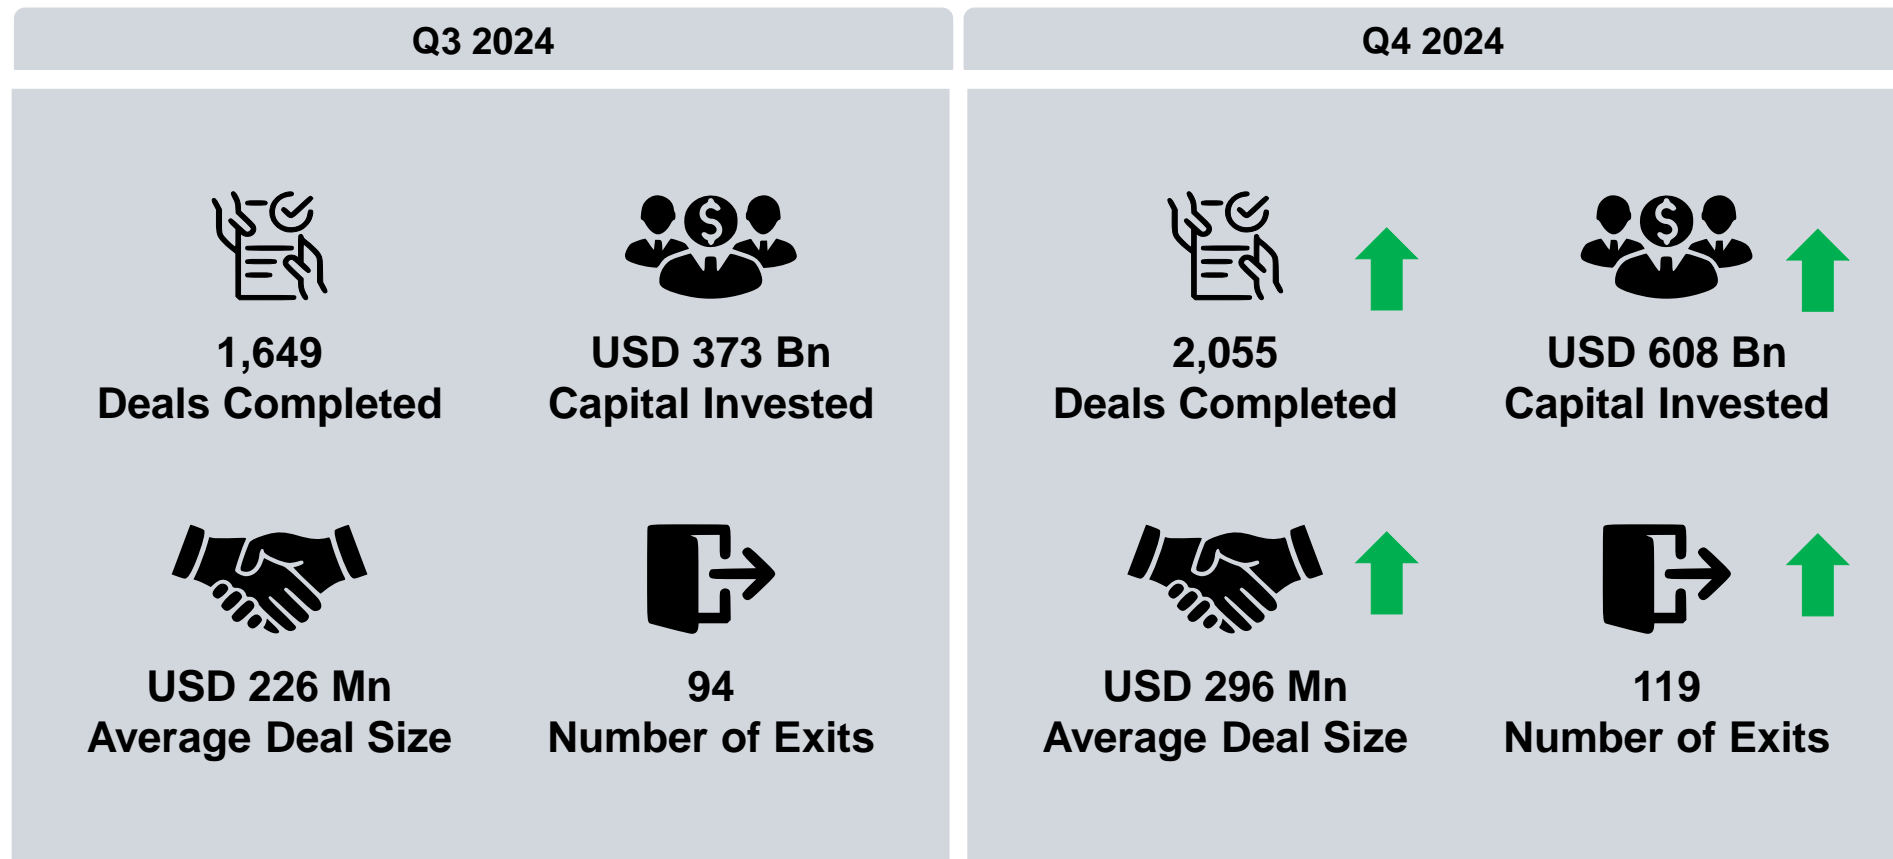 Q3 2024
1,649
Deals Completed
USD 373 Bn
Capital Invested
USD 226 Mn
Average Deal Size
94
Number of Exits
Q4 2024
2,055
Deals Completed
USD 608 Bn
Capital Invested
USD 296 Mn
Average Deal Size
119
Number of Exits